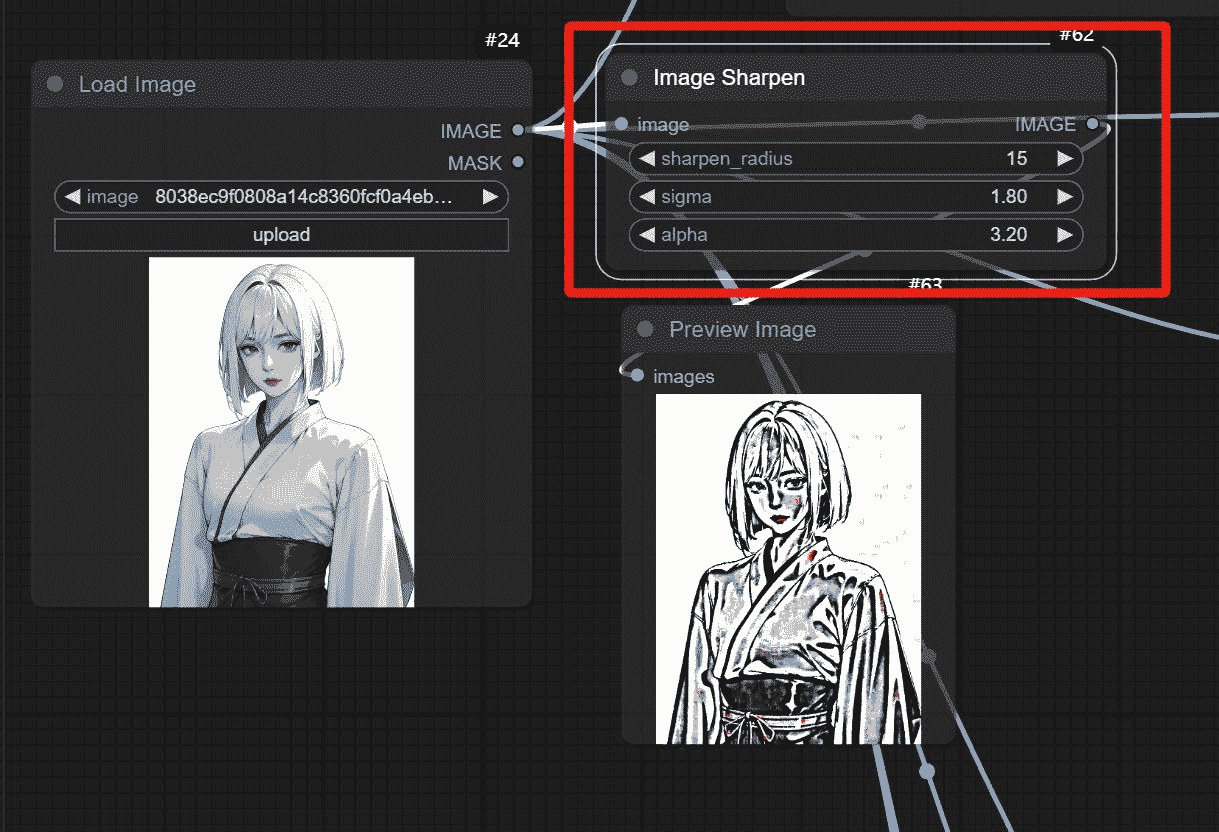 #24
Load Image
IMAGE
MASK
image 8038ec9f0808a14c8360fcf0a4eb…
upload
#62
Image Sharpen
image IMAGE
sharpen_radius 15
sigma 1.80
alpha 3.20
#63
Preview Image
images